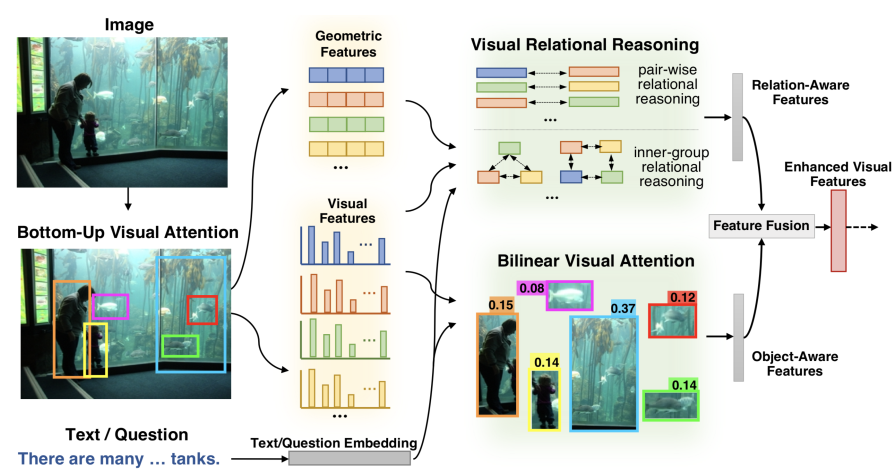 Image
Bottom-Up Visual Attention
Text / Question
There are many … tanks.
Geometric
Features
...
Visual
Features
...
...
...
...
...
Text/Question Embedding
Visual Relational Reasoning
pair-wise
relational
reasoning
...
inner-group
relational
reasoning
...
Bilinear Visual Attention
0.15
0.08
0.37
0.12
0.14
0.14
Relation-Aware
Features
Enhanced Visual
Features
Feature Fusion
Object-Aware
Features